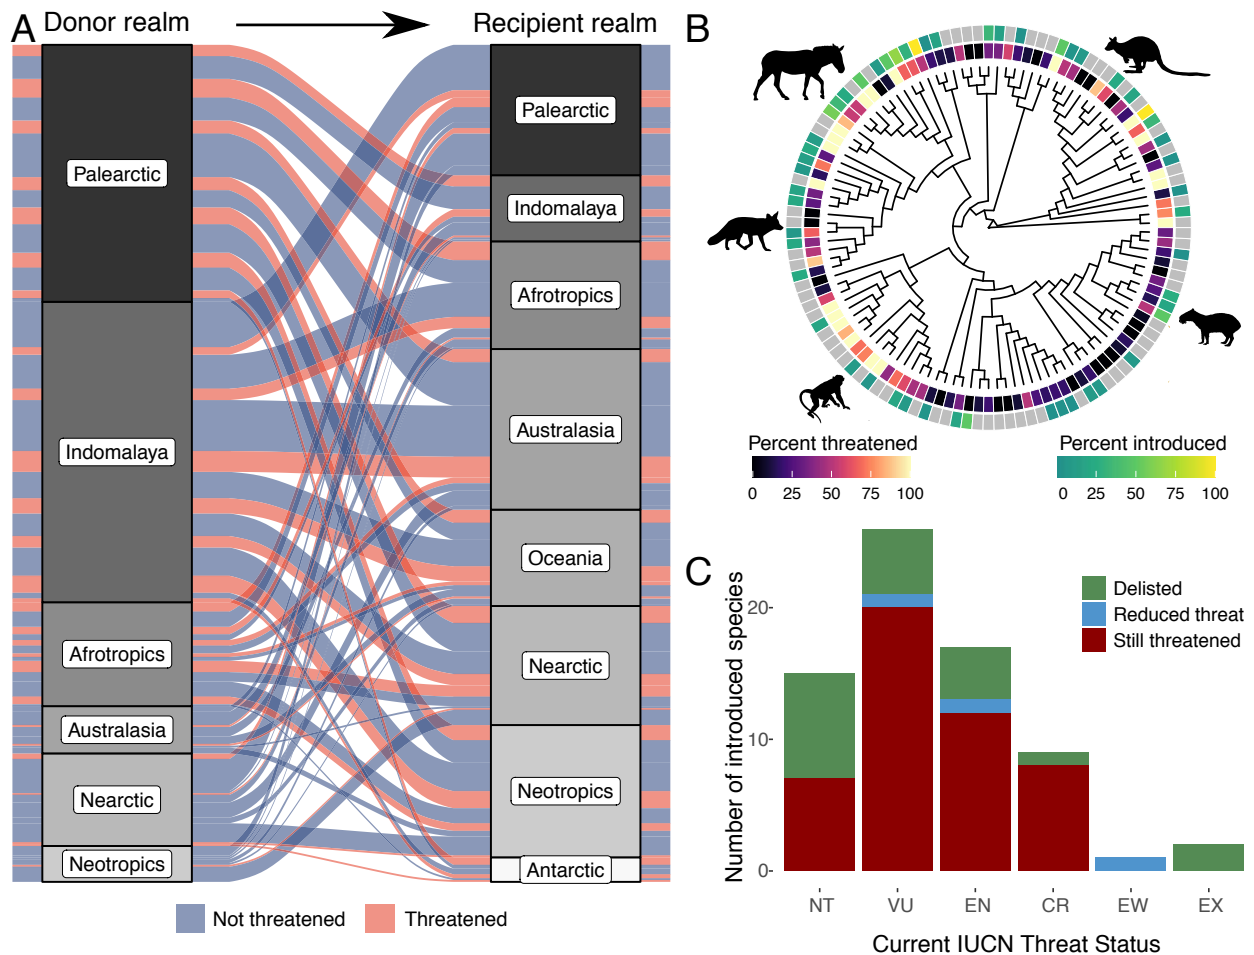 A
Donor realm
Recipient realm
Palearctic
Indomalaya
Afrotropics
Australasia
Nearctic
Neotropics
Palearctic
Indomalaya
Afrotropics
Australasia
Oceania
Nearctic
Neotropics
Antarctic
Not threatened
Threatened
B
Percent threatened
0 25 50 75 100
Percent introduced
0 25 50 75 100
C
Number of introduced species
20
10
0
Delisted
Reduced threat
Still threatened
NT VU EN CR EW EX
Current IUCN Threat Status